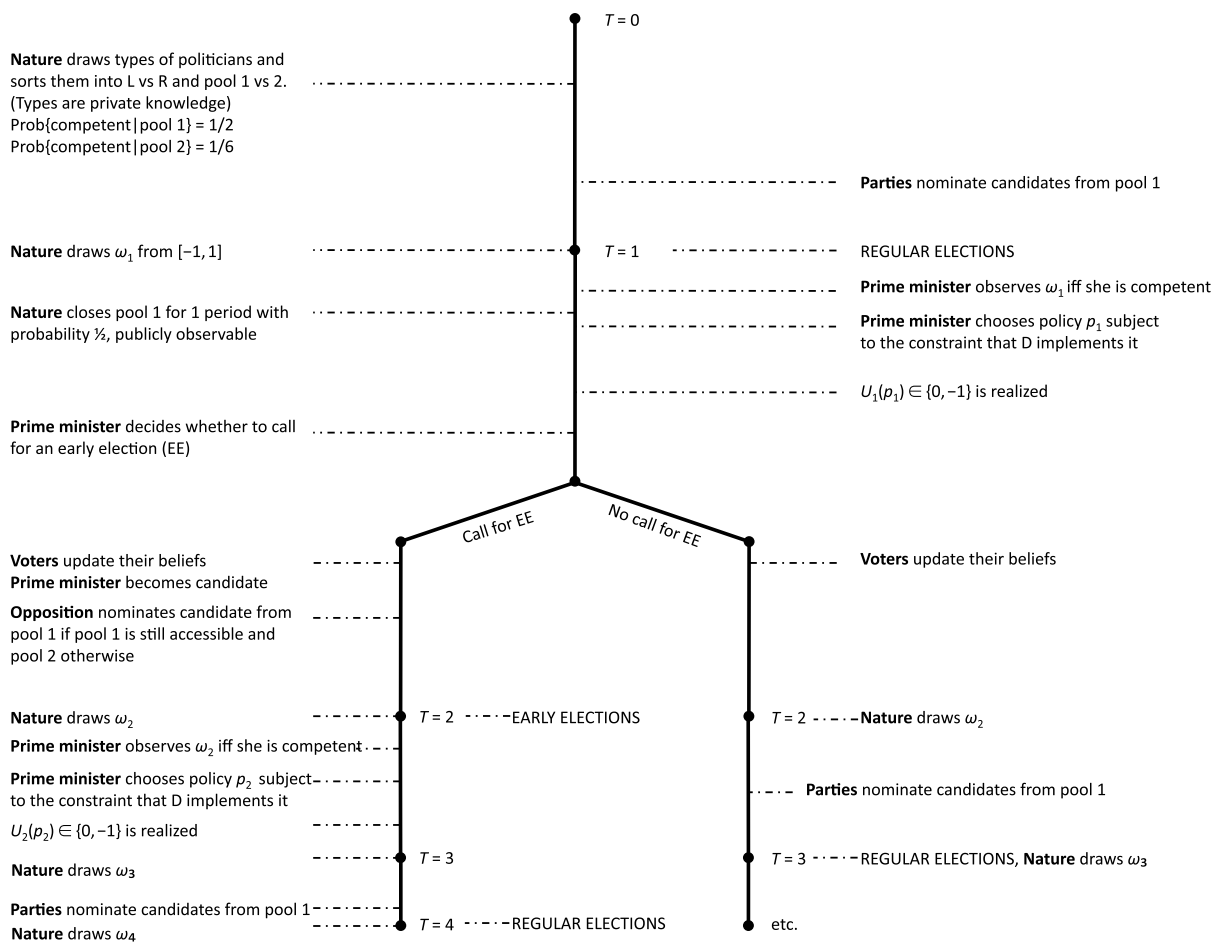 T = 0
Nature draws types of politicians and
sorts them into L vs R and pool 1 vs 2.
(Types are private knowledge)
Prob{competent|pool 1} = 1/2
Prob{competent|pool 2} = 1/6
Parties nominate candidates from pool 1
Nature draws ω₁ from [−1, 1]
T = 1
REGULAR ELECTIONS
Prime minister observes ω₁ iff she is competent
Nature closes pool 1 for 1 period with
probability ½, publicly observable
Prime minister chooses policy p₁ subject
to the constraint that D implements it
U₁(p₁) ∈ {0, −1} is realized
Prime minister decides whether to call
for an early election (EE)
Call for EE
No call for EE
Voters update their beliefs
Prime minister becomes candidate
Voters update their beliefs
Opposition nominates candidate from
pool 1 if pool 1 is still accessible and
pool 2 otherwise
Nature draws ω₂
T = 2
EARLY ELECTIONS
T = 2
Nature draws ω₂
Prime minister observes ω₂ iff she is competent
Prime minister chooses policy p₂ subject
to the constraint that D implements it
Parties nominate candidates from pool 1
U₂(p₂) ∈ {0, −1} is realized
T = 3
T = 3
REGULAR ELECTIONS, Nature draws ω₃
Nature draws ω₃
Parties nominate candidates from pool 1
T = 4
REGULAR ELECTIONS
etc.
Nature draws ω₄